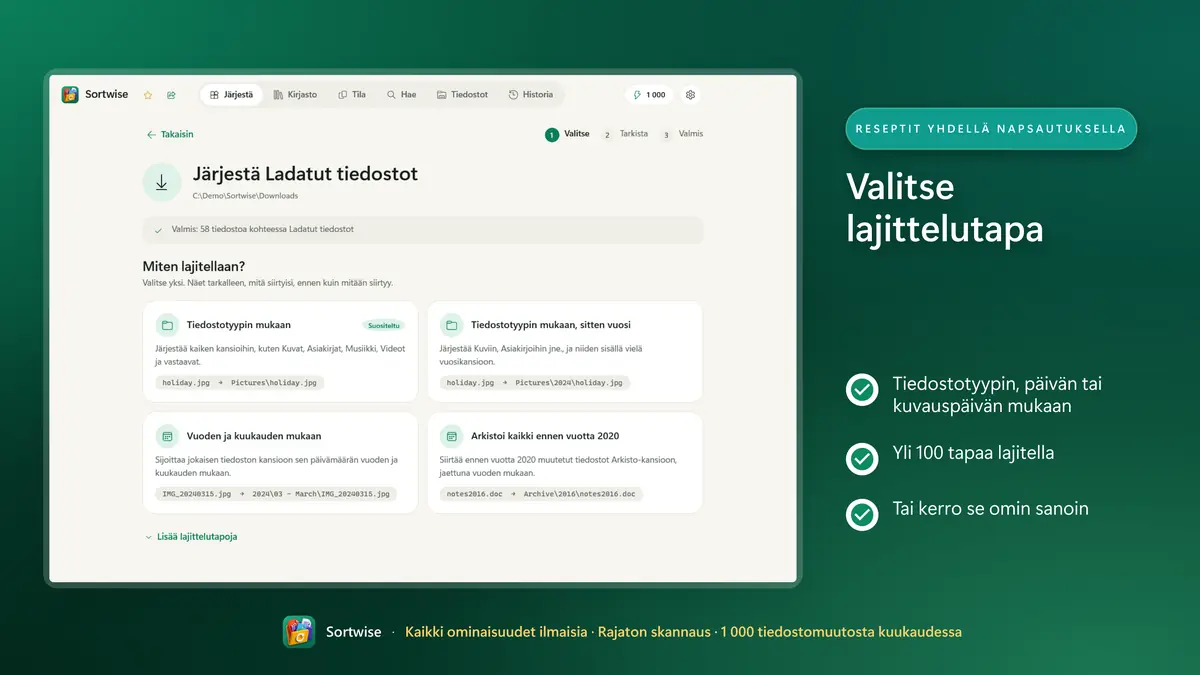 Sortwise
Järjestä
Kirjasto
Tila
Hae
Tiedostot
Historia
1 000
← Takaisin
1 Valitse
2 Tarkista
3 Valmis
Järjestä Ladatut tiedostot
C:\Demo\Sortwise\Downloads
Valmis: 58 tiedostoa kohteessa Ladatut tiedostot
Miten lajitellaan?
Valitse yksi. Näet tarkalleen, mitä siirtyisi, ennen kuin mitään siirtyy.
Tiedostotyypin mukaan
Suositeltu
Järjestää kaiken kansioihin, kuten Kuvat, Asiakirjat, Musiikki, Videot
ja vastaavat.
holiday.jpg → Pictures\holiday.jpg
Tiedostotyypin mukaan, sitten vuosi
Järjestää Kuviin, Asiakirjoihin jne., ja niiden sisällä vielä
vuosikansioon.
holiday.jpg → Pictures\2024\holiday.jpg
Vuoden ja kuukauden mukaan
Sijoittaa jokaisen tiedoston kansioon sen päivämäärän vuoden ja
kuukauden mukaan.
IMG_20240315.jpg → 2024\03 - March\IMG_20240315.jpg
Arkistoi kaikki ennen vuotta 2020
Siirtää ennen vuotta 2020 muutetut tiedostot Arkisto-kansioon,
jaettuna vuoden mukaan.
notes2016.doc → Archive\2016\notes2016.doc
Lisää lajittelutapoja
RESEPTIT YHDELLÄ NAPSAUTUKSELLA
Valitse
lajittelutapa
Tiedostotyypin, päivän tai
kuvauspäivän mukaan
Yli 100 tapaa lajitella
Tai kerro se omin sanoin
Sortwise · Kaikki ominaisuudet ilmaisia · Rajaton skannaus · 1 000 tiedostomuutosta kuukaudessa